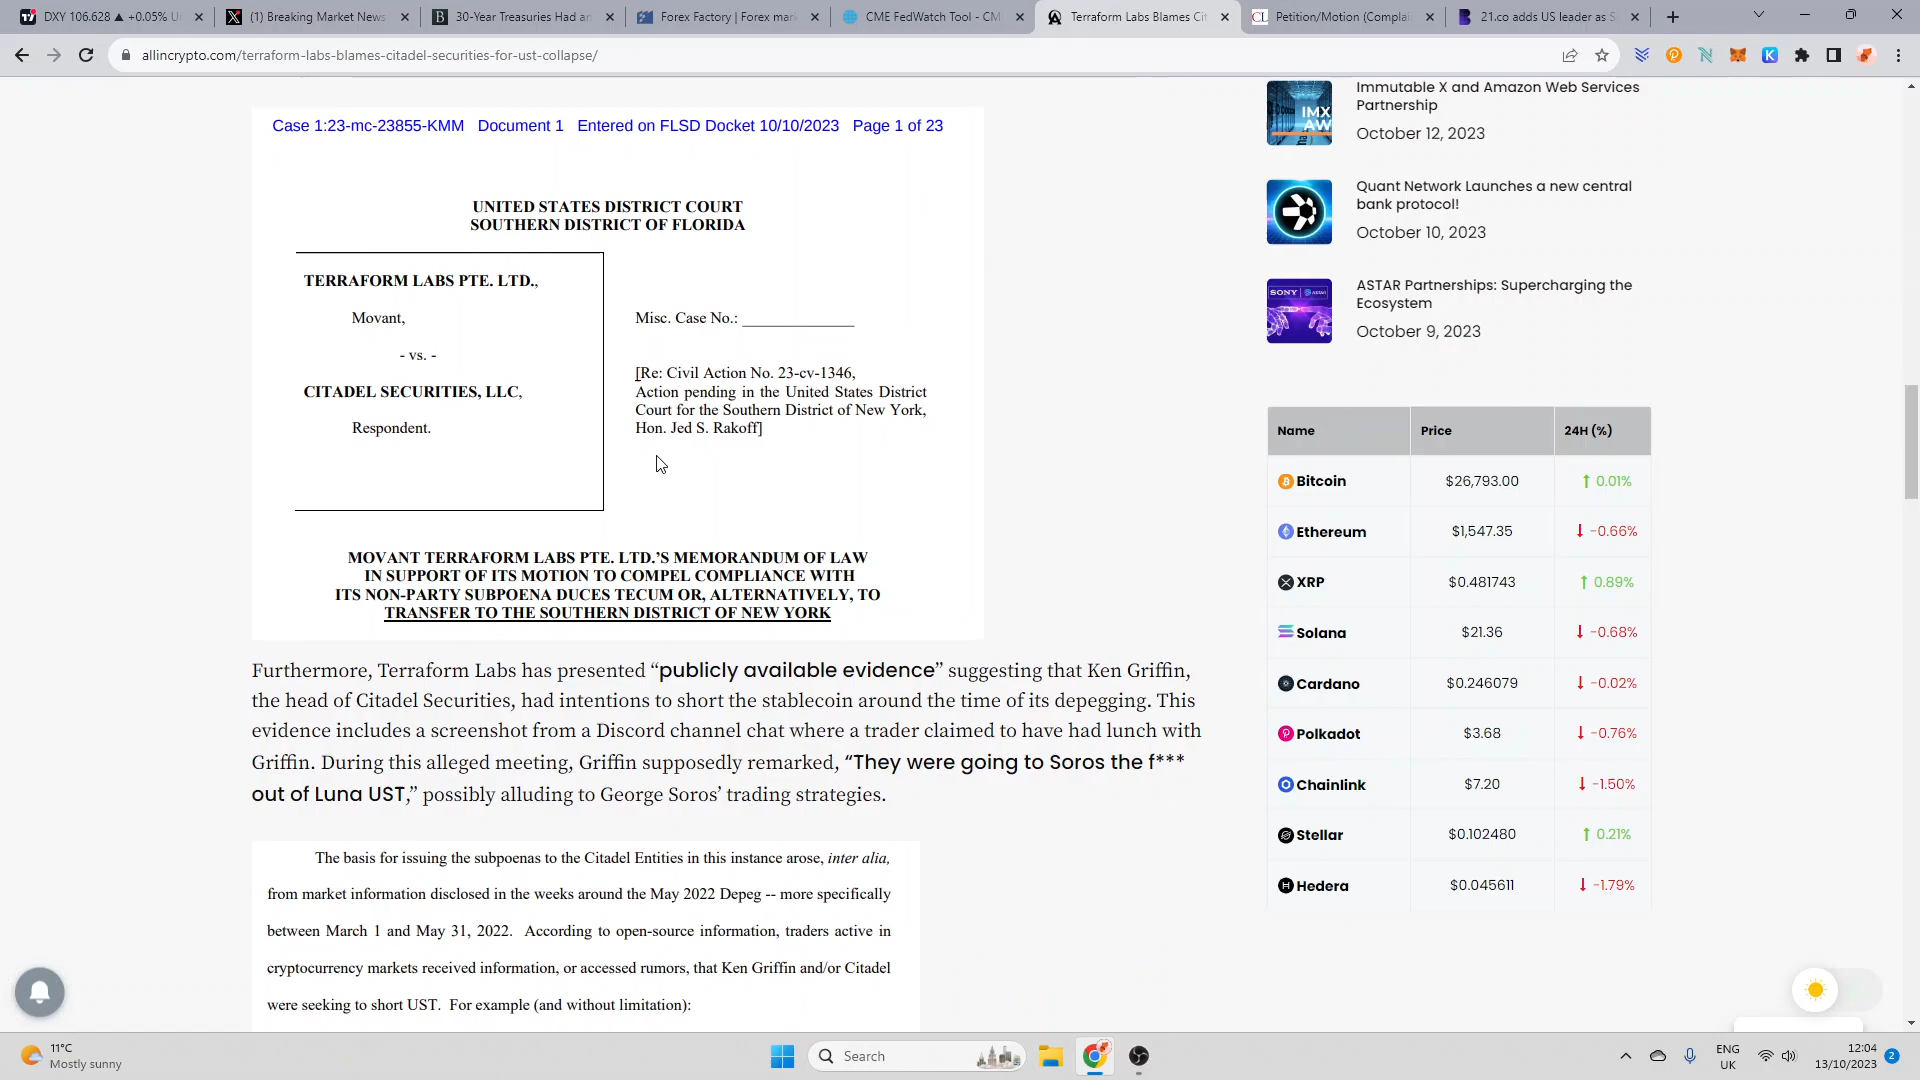 DXY 106.628 ▲ +0.05% U
(1) Breaking Market News
30-Year Treasuries Had an
Forex Factory | Forex mar
CME FedWatch Tool - CM
Terraform Labs Blames Cit
Petition/Motion (Complai
21.co adds US leader as S
allincrypto.com/terraform-labs-blames-citadel-securities-for-ust-collapse/
Case 1:23-mc-23855-KMM Document 1 Entered on FLSD Docket 10/10/2023 Page 1 of 23
UNITED STATES DISTRICT COURT
SOUTHERN DISTRICT OF FLORIDA
TERRAFORM LABS PTE. LTD.,
Movant,
- vs. -
CITADEL SECURITIES, LLC,
Respondent.
Misc. Case No.: ______________
[Re: Civil Action No. 23-cv-1346,
Action pending in the United States District
Court for the Southern District of New York,
Hon. Jed S. Rakoff]
MOVANT TERRAFORM LABS PTE. LTD.'S MEMORANDUM OF LAW
IN SUPPORT OF ITS MOTION TO COMPEL COMPLIANCE WITH
ITS NON-PARTY SUBPOENA DUCES TECUM OR, ALTERNATIVELY, TO
TRANSFER TO THE SOUTHERN DISTRICT OF NEW YORK
Furthermore, Terraform Labs has presented “publicly available evidence” suggesting that Ken Griffin,
the head of Citadel Securities, had intentions to short the stablecoin around the time of its depegging. This
evidence includes a screenshot from a Discord channel chat where a trader claimed to have had lunch with
Griffin. During this alleged meeting, Griffin supposedly remarked, “They were going to Soros the f***
out of Luna UST,” possibly alluding to George Soros’ trading strategies.
The basis for issuing the subpoenas to the Citadel Entities in this instance arose, inter alia,
from market information disclosed in the weeks around the May 2022 Depeg -- more specifically
between March 1 and May 31, 2022. According to open-source information, traders active in
cryptocurrency markets received information, or accessed rumors, that Ken Griffin and/or Citadel
were seeking to short UST. For example (and without limitation):
IMX
AW
Immutable X and Amazon Web Services
Partnership
October 12, 2023
Quant Network Launches a new central
bank protocol!
October 10, 2023
SONY
ASTAR Partnerships: Supercharging the
Ecosystem
October 9, 2023
Name Price 24H (%)
Bitcoin $26,793.00 ↑ 0.01%
Ethereum $1,547.35 ↓ -0.66%
XRP $0.481743 ↑ 0.89%
Solana $21.36 ↓ -0.68%
Cardano $0.246079 ↓ -0.02%
Polkadot $3.68 ↓ -0.76%
Chainlink $7.20 ↓ -1.50%
Stellar $0.102480 ↑ 0.21%
Hedera $0.045611 ↓ -1.79%
11°C
Mostly sunny
Search
ENG
UK
12:04
13/10/2023
2